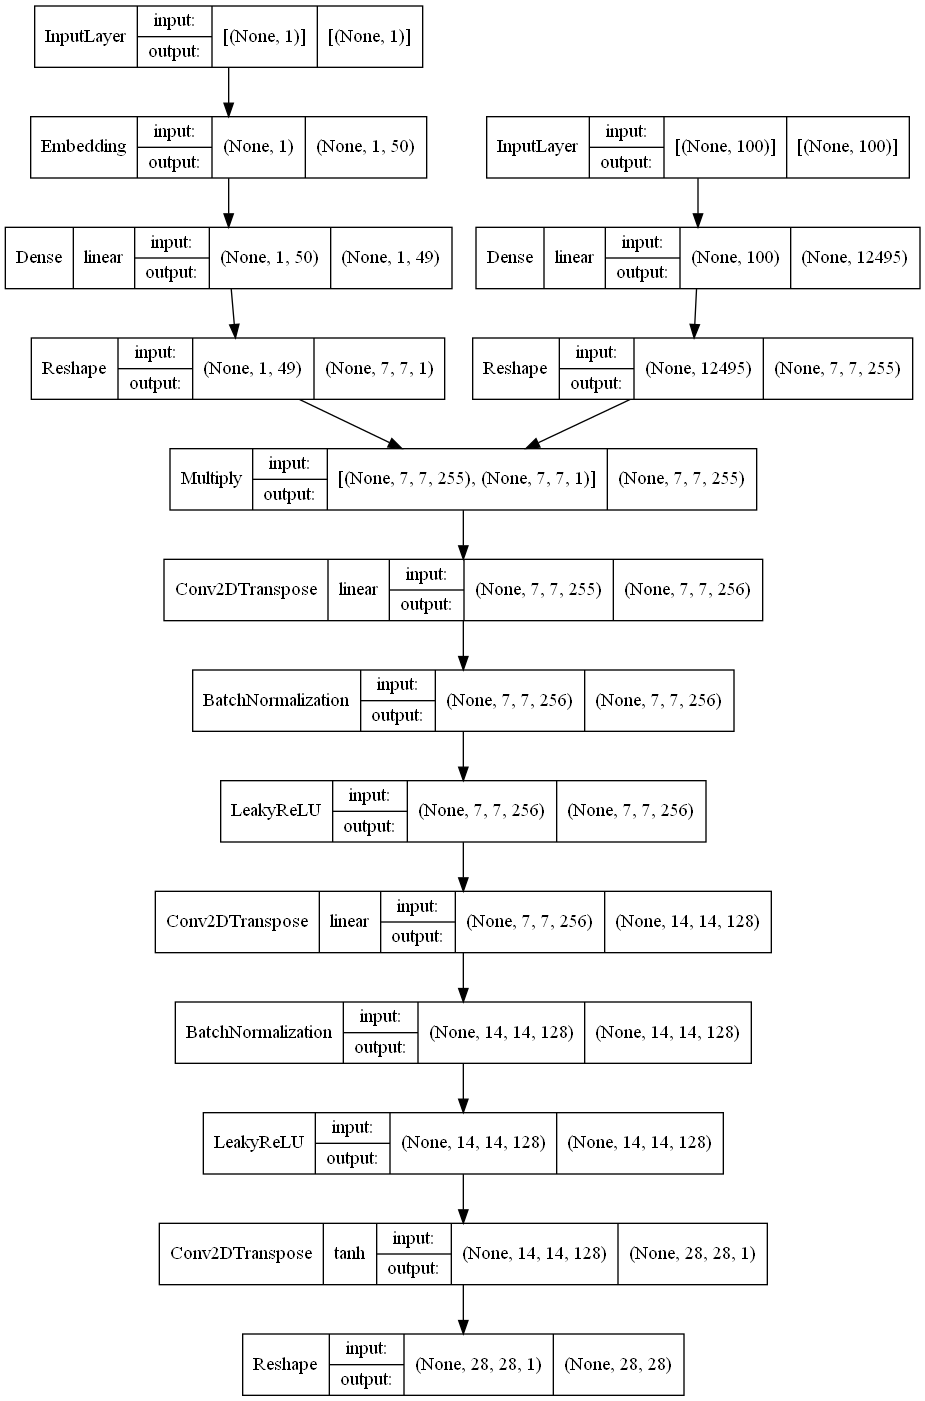 InputLayer input: output: [(None, 1)] [(None, 1)]
Embedding input: output: (None, 1) (None, 1, 50)
InputLayer input: output: [(None, 100)] [(None, 100)]
Dense linear input: output: (None, 1, 50) (None, 1, 49)
Dense linear input: output: (None, 100) (None, 12495)
Reshape input: output: (None, 1, 49) (None, 7, 7, 1)
Reshape input: output: (None, 12495) (None, 7, 7, 255)
Multiply input: output: [(None, 7, 7, 255), (None, 7, 7, 1)] (None, 7, 7, 255)
Conv2DTranspose linear input: output: (None, 7, 7, 255) (None, 7, 7, 256)
BatchNormalization input: output: (None, 7, 7, 256) (None, 7, 7, 256)
LeakyReLU input: output: (None, 7, 7, 256) (None, 7, 7, 256)
Conv2DTranspose linear input: output: (None, 7, 7, 256) (None, 14, 14, 128)
BatchNormalization input: output: (None, 14, 14, 128) (None, 14, 14, 128)
LeakyReLU input: output: (None, 14, 14, 128) (None, 14, 14, 128)
Conv2DTranspose tanh input: output: (None, 14, 14, 128) (None, 28, 28, 1)
Reshape input: output: (None, 28, 28, 1) (None, 28, 28)